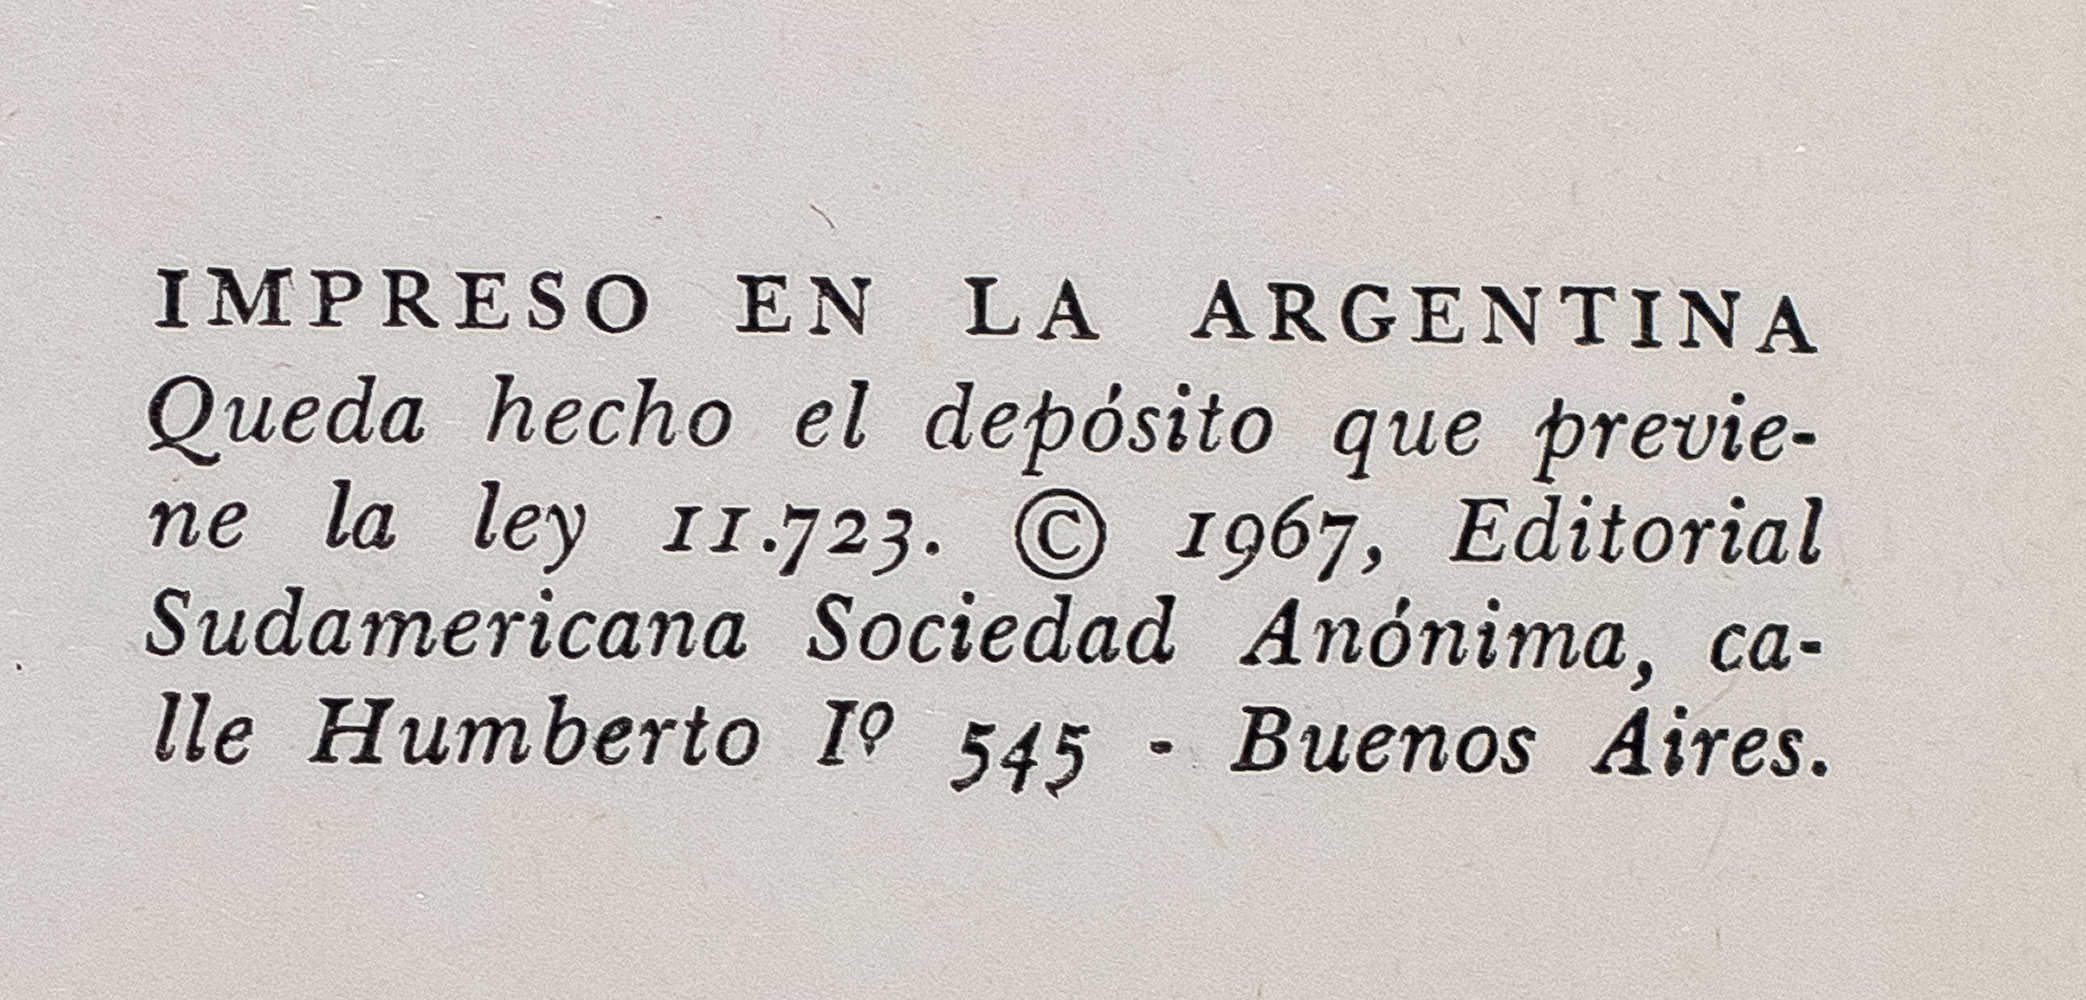 IMPRESO EN LA ARGENTINA
Queda hecho el depósito que previe-
ne la ley 11.723. © 1967, Editorial
Sudamericana Sociedad Anónima, ca-
lle Humberto Iº 545 - Buenos Aires.